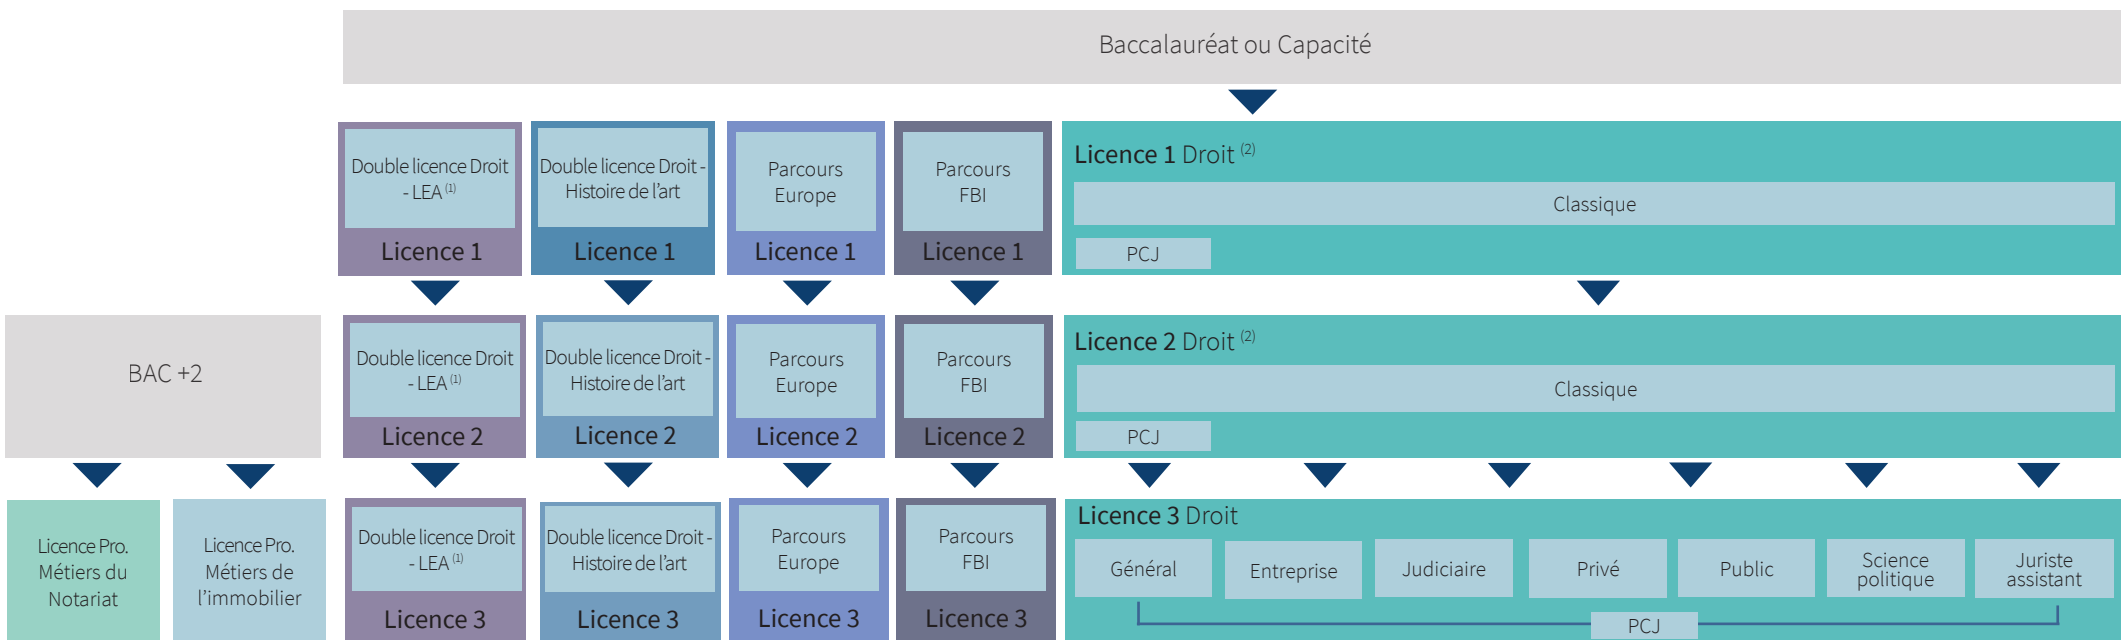 Baccalauréat ou Capacité
Double licence Droit
- LEA (1)
Licence 1
Double licence Droit -
Histoire de l'art
Licence 1
Parcours
Europe
Licence 1
Parcours
FBI
Licence 1
Licence 1 Droit (2)
Classique
PCJ
BAC +2
Double licence Droit
- LEA (1)
Licence 2
Double licence Droit -
Histoire de l'art
Licence 2
Parcours
Europe
Licence 2
Parcours
FBI
Licence 2
Licence 2 Droit (2)
Classique
PCJ
Licence Pro.
Métiers du
Notariat
Licence Pro.
Métiers de
l'immobilier
Double licence Droit
- LEA (1)
Licence 3
Double licence Droit -
Histoire de l'art
Licence 3
Parcours
Europe
Licence 3
Parcours
FBI
Licence 3
Licence 3 Droit
Général
Entreprise
Judiciaire
Privé
Public
Science
politique
Juriste
assistant
PCJ